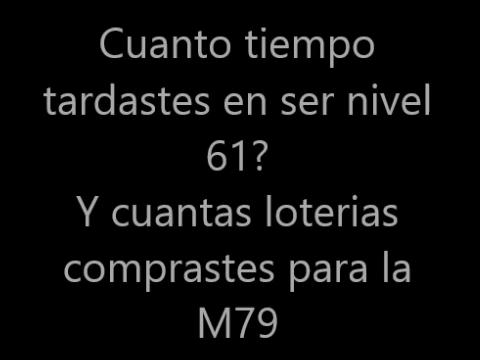 Cuanto tiempo
tardastes en ser nivel
61?
Y cuantas loterias
comprastes para la
M79